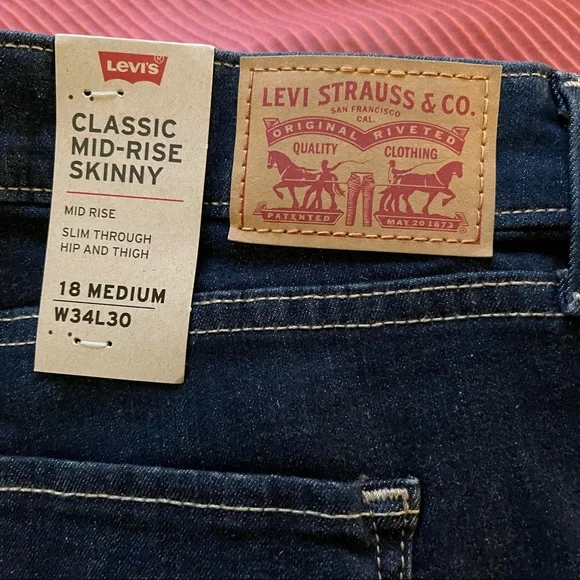 LEVI'S®
CLASSIC
MID-RISE
SKINNY
MID RISE
SLIM THROUGH
HIP AND THIGH
18 MEDIUM
W34L30
LEVI STRAUSS & CO.
SAN FRANCISCO
CAL.
ORIGINAL RIVETED
QUALITY CLOTHING
PATENTED MAY 20 1873